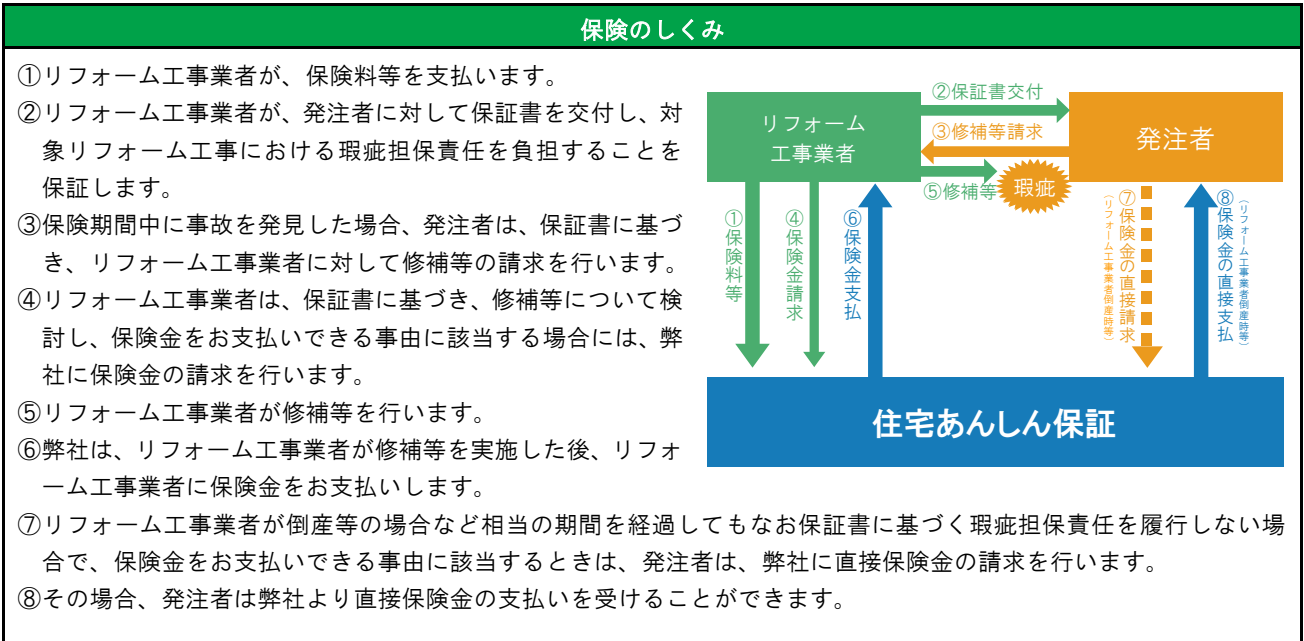 保険のしくみ
①リフォーム工事業者が、保険料等を支払います。
②リフォーム工事業者が、発注者に対して保証書を交付し、対
象リフォーム工事における瑕疵担保責任を負担することを
保証します。
③保険期間中に事故を発見した場合、発注者は、保証書に基づ
き、リフォーム工事業者に対して修補等の請求を行います。
④リフォーム工事業者は、保証書に基づき、修補等について検
討し、保険金をお支払いできる事由に該当する場合には、弊
社に保険金の請求を行います。
⑤リフォーム工事業者が修補等を行います。
⑥弊社は、リフォーム工事業者が修補等を実施した後、リフォ
ーム工事業者に保険金をお支払いします。
⑦リフォーム工事業者が倒産等の場合など相当の期間を経過してもなお保証書に基づく瑕疵担保責任を履行しない場
合で、保険金をお支払いできる事由に該当するときは、発注者は、弊社に直接保険金の請求を行います。
⑧その場合、発注者は弊社より直接保険金の支払いを受けることができます。
リフォーム
工事業者
②保証書交付
③修補等請求
⑤修補等
瑕疵
発注者
①保険料等
④保険金請求
⑥保険金支払
⑦保険金の直接請求
（リフォーム工事業者倒産時等）
⑧保険金の直接支払
（リフォーム工事業者倒産時等）
住宅あんしん保証